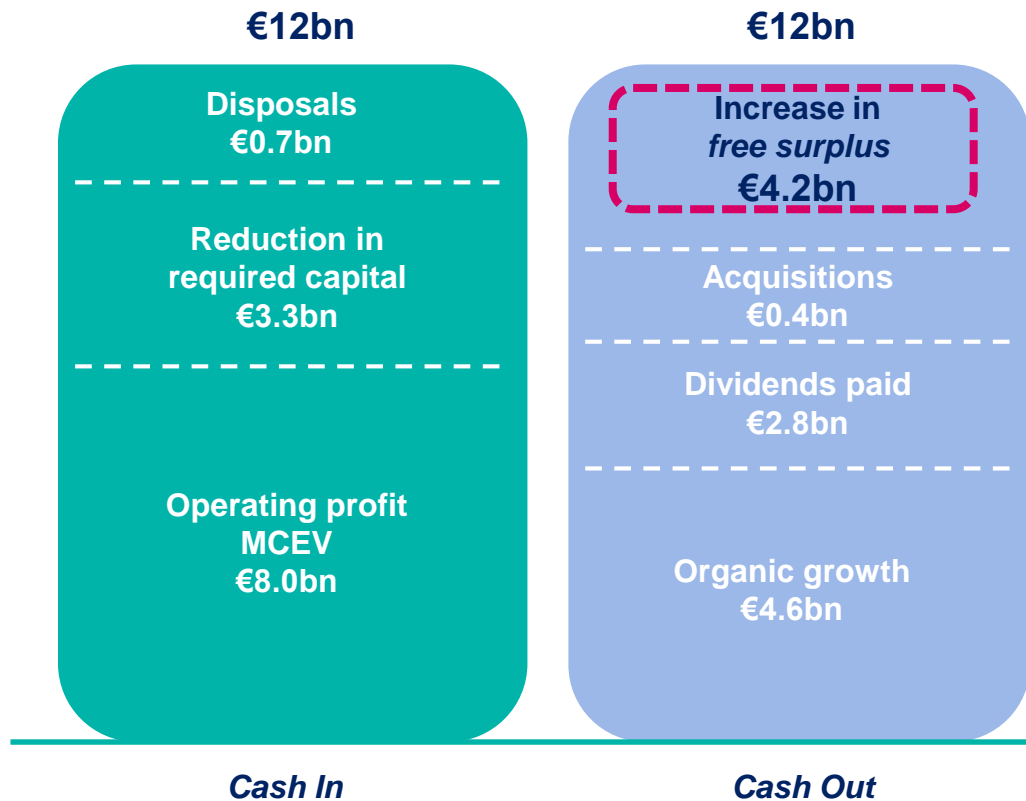 €12bn
Disposals
€0.7bn
Reduction in
required capital
€3.3bn
Operating profit
MCEV
€8.0bn
Cash In
€12bn
Increase in
free surplus
€4.2bn
Acquisitions
€0.4bn
Dividends paid
€2.8bn
Organic growth
€4.6bn
Cash Out